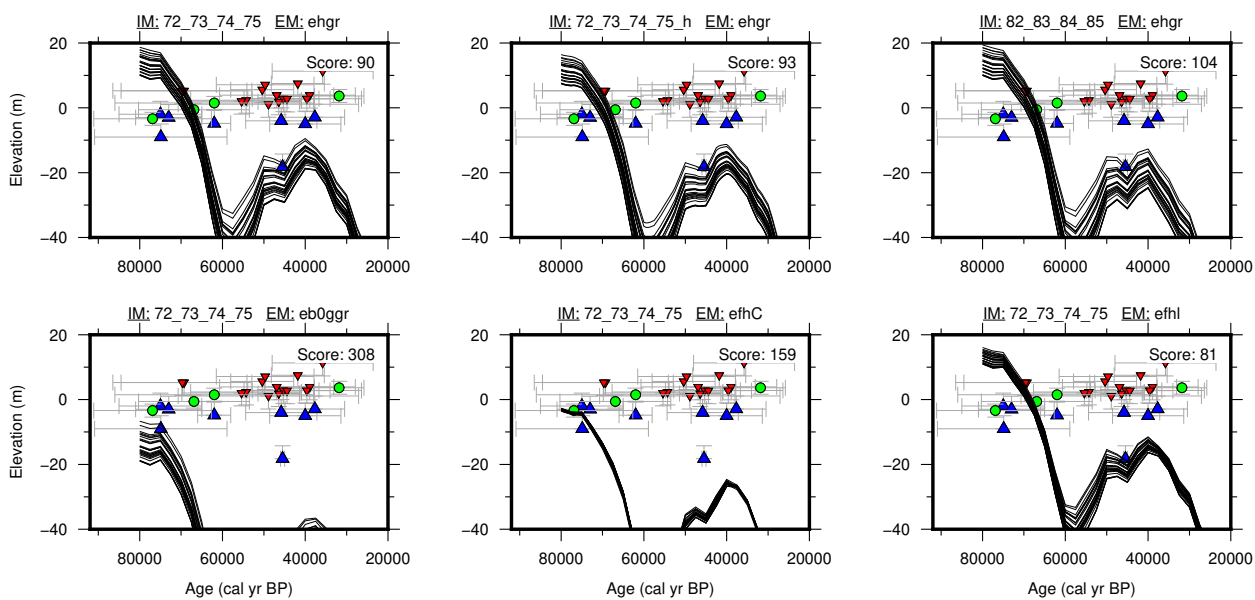 IM: 72_73_74_75 EM: ehgr
IM: 72_73_74_75_h EM: ehgr
IM: 82_83_84_85 EM: ehgr
Score: 90
Score: 93
Score: 104
20
0
−20
−40
Elevation (m)
20
0
−20
−40
20
0
−20
−40
80000 60000 40000 20000
80000 60000 40000 20000
80000 60000 40000 20000
IM: 72_73_74_75 EM: eb0ggr
IM: 72_73_74_75 EM: efhC
IM: 72_73_74_75 EM: efhl
Score: 308
Score: 159
Score: 81
20
0
−20
−40
Elevation (m)
20
0
−20
−40
20
0
−20
−40
80000 60000 40000 20000
80000 60000 40000 20000
80000 60000 40000 20000
Age (cal yr BP)
Age (cal yr BP)
Age (cal yr BP)